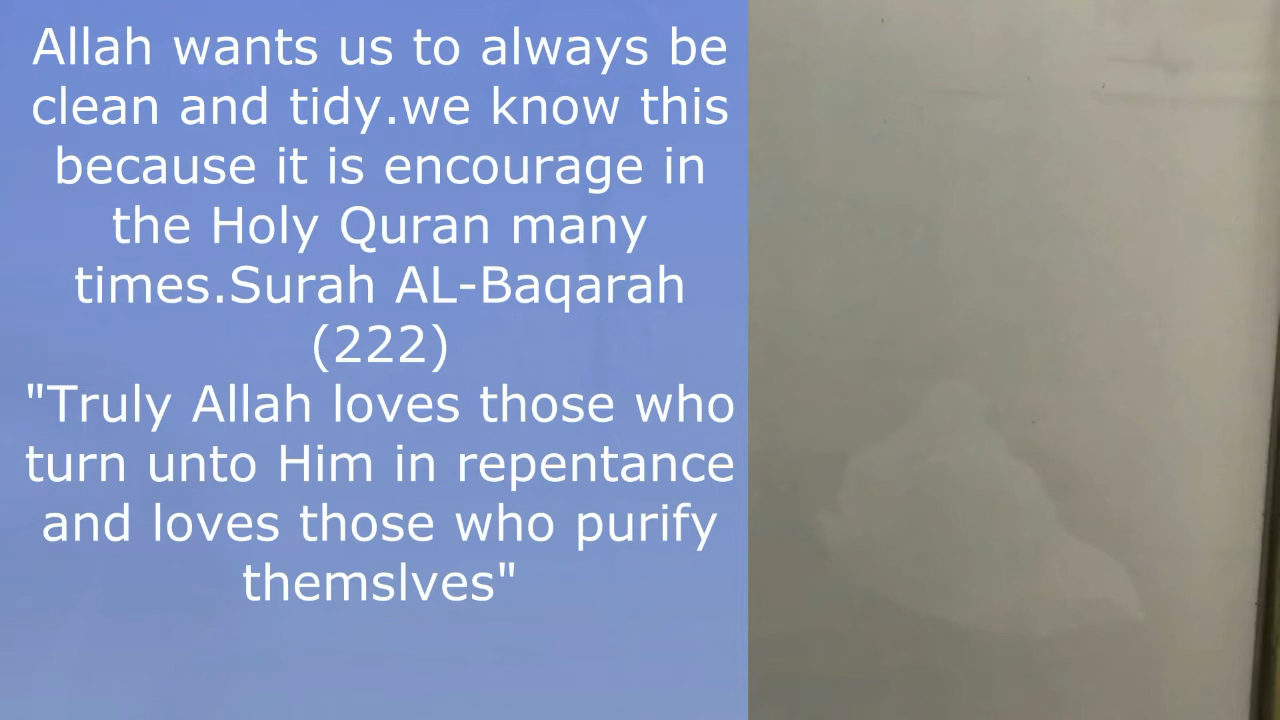 Allah wants us to always be
clean and tidy.we know this
because it is encourage in
the Holy Quran many
times.Surah AL-Baqarah
(222)
"Truly Allah loves those who
turn unto Him in repentance
and loves those who purify
themslves"